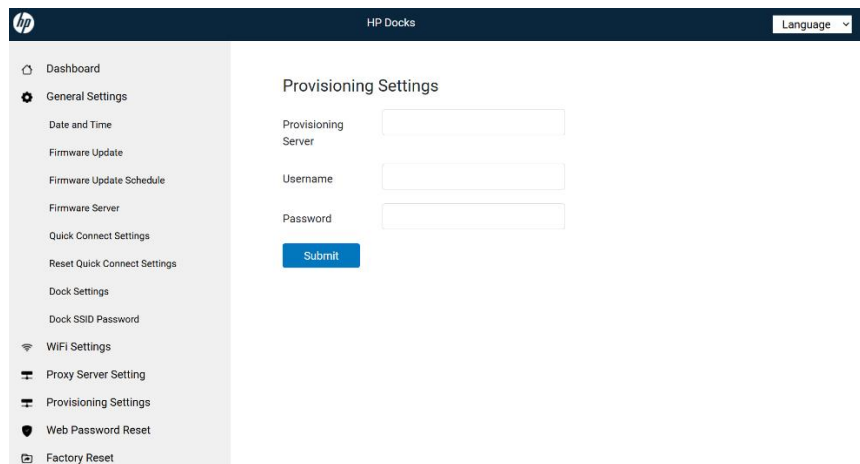 hp
HP Docks
Language
Dashboard
General Settings
Date and Time
Firmware Update
Firmware Update Schedule
Firmware Server
Quick Connect Settings
Reset Quick Connect Settings
Dock Settings
Dock SSID Password
WiFi Settings
Proxy Server Setting
Provisioning Settings
Web Password Reset
Factory Reset
Provisioning Settings
Provisioning
Server
Username
Password
Submit